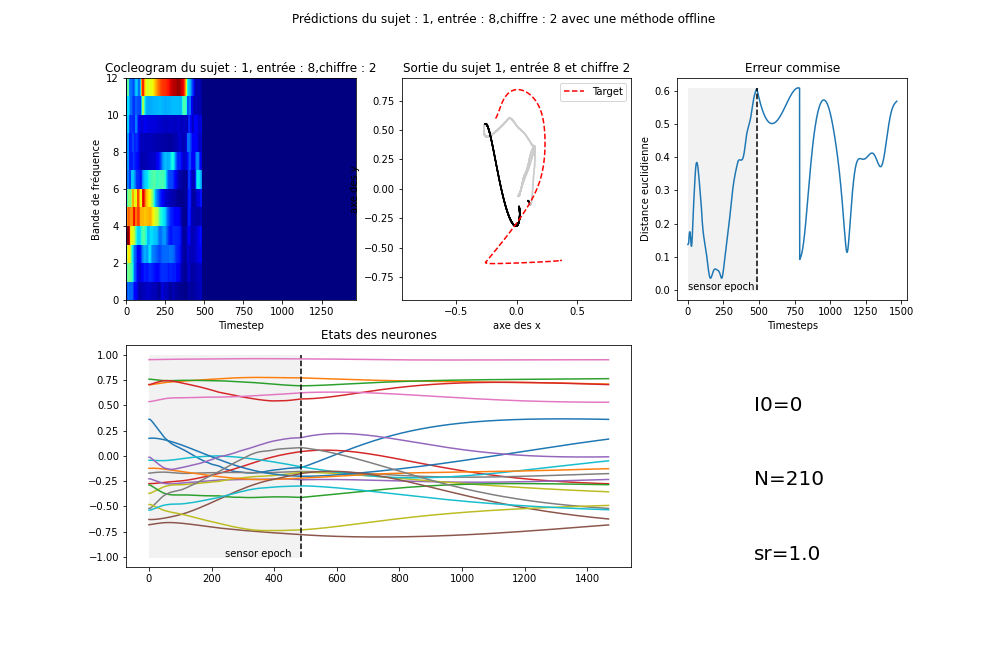 Prédictions du sujet : 1, entrée : 8,chiffre : 2 avec une méthode offline
Cocleogram du sujet : 1, entrée : 8,chiffre : 2
Bande de fréquence
12
10
8
6
4
2
0
0 250 500 750 1000 1250
Timestep
Sortie du sujet 1, entrée 8 et chiffre 2
Target
0.75
0.50
0.25
0.00
−0.25
−0.50
−0.75
−0.5 0.0 0.5
axe des x
Erreur commise
Distance euclidienne
0.6
0.5
0.4
0.3
0.2
0.1
0.0
sensor epoch
0 250 500 750 1000 1250 1500
Timesteps
Etats des neurones
1.00
0.75
0.50
0.25
0.00
−0.25
−0.50
−0.75
−1.00
sensor epoch
0 200 400 600 800 1000 1200 1400
I0=0
N=210
sr=1.0